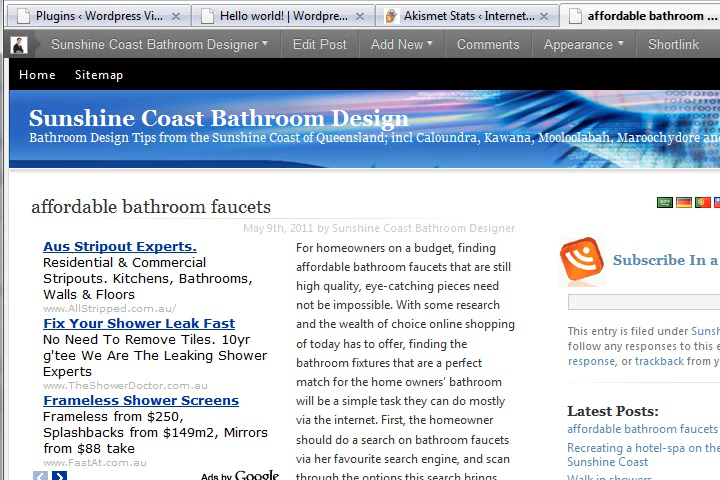 Plugins ‹ Wordpress Vi...
Hello world! | Wordpre...
Akismet Stats ‹ Internet...
affordable bathroom ...
Sunshine Coast Bathroom Designer
Edit Post
Add New
Comments
Appearance
Shortlink
Home
Sitemap
Sunshine Coast Bathroom Design
Bathroom Design Tips from the Sunshine Coast of Queensland; incl Caloundra, Kawana, Mooloolabah, Maroochydore and
affordable bathroom faucets
May 9th, 2011 by Sunshine Coast Bathroom Designer
Aus Stripout Experts.
Residential & Commercial
Stripouts. Kitchens, Bathrooms,
Walls & Floors
www.AllStripped.com.au/
Fix Your Shower Leak Fast
No Need To Remove Tiles. 10yr
g'tee We Are The Leaking Shower
Experts
www.TheShowerDoctor.com.au
Frameless Shower Screens
Frameless from $250,
Splashbacks from $149m2, Mirrors
from $88 take
www.FastAt.com.au
Ads by Google
For homeowners on a budget, finding
affordable bathroom faucets that are still
high quality, eye-catching pieces need
not be impossible. With some research
and the wealth of choice online shopping
of today has to offer, finding the
bathroom fixtures that are a perfect
match for the home owners' bathroom
will be a simple task they can do mostly
via the internet. First, the homeowner
should do a search on bathroom faucets
via her favourite search engine, and scan
through the options this search brings
Subscribe In a
This entry is filed under Sunsh
follow any responses to this e
response, or trackback from y
Latest Posts:
affordable bathroom faucets
Recreating a hotel-spa on the
Sunshine Coast
Walk-in showers